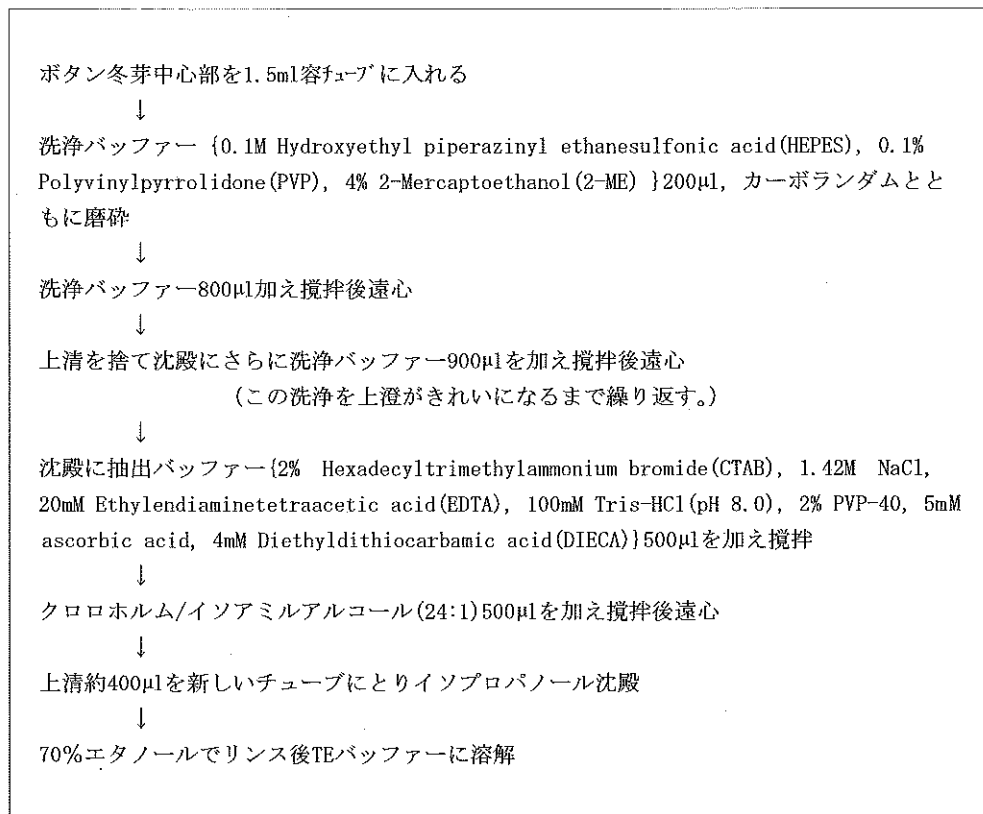 ボタン冬芽中心部を1.5ml容チューブに入れる
↓
洗浄バッファー {0.1M Hydroxyethyl piperazinyl ethanesulfonic acid(HEPES), 0.1%
Polyvinylpyrrolidone(PVP), 4% 2-Mercaptoethanol(2-ME) }200μl, カーボランダムとと
もに磨砕
↓
洗浄バッファー800μl加え撹拌後遠心
↓
上清を捨て沈殿にさらに洗浄バッファー900μlを加え撹拌後遠心
(この洗浄を上澄がきれいになるまで繰り返す。)
↓
沈殿に抽出バッファー{2% Hexadecyltrimethylammonium bromide(CTAB), 1.42M NaCl,
20mM Ethylendiaminetetraacetic acid(EDTA), 100mM Tris-HCl(pH 8.0), 2% PVP-40, 5mM
ascorbic acid, 4mM Diethyldithiocarbamic acid(DIECA)}500μlを加え撹拌
↓
クロロホルム/イソアミルアルコール(24:1)500μlを加え撹拌後遠心
↓
上清約400μlを新しいチューブにとりイソプロパノール沈殿
↓
70%エタノールでリンス後TEバッファーに溶解